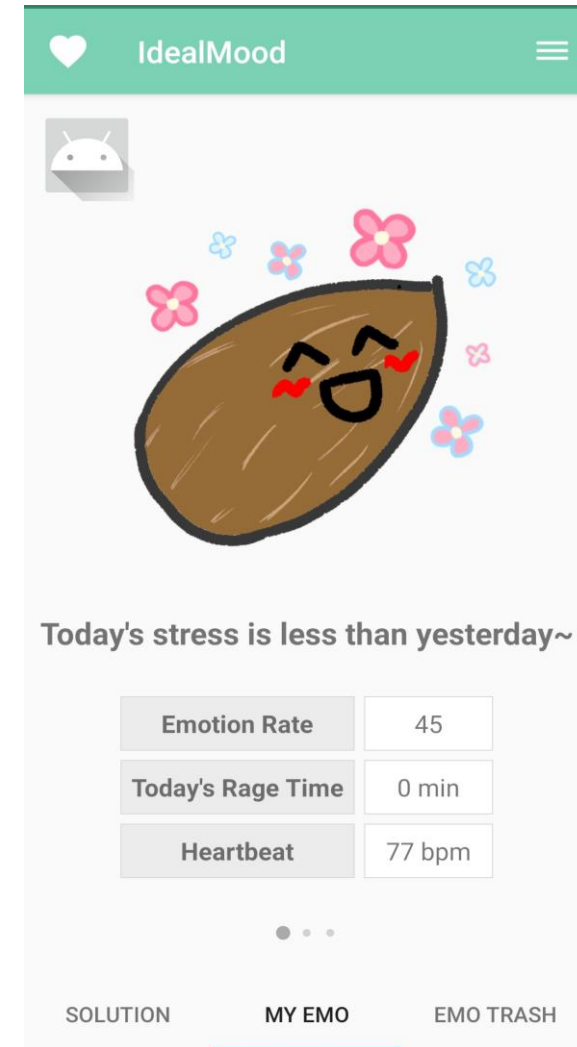 IdealMood
Today's stress is less than yesterday~
Emotion Rate 45
Today's Rage Time 0 min
Heartbeat 77 bpm
SOLUTION MY EMO EMO TRASH